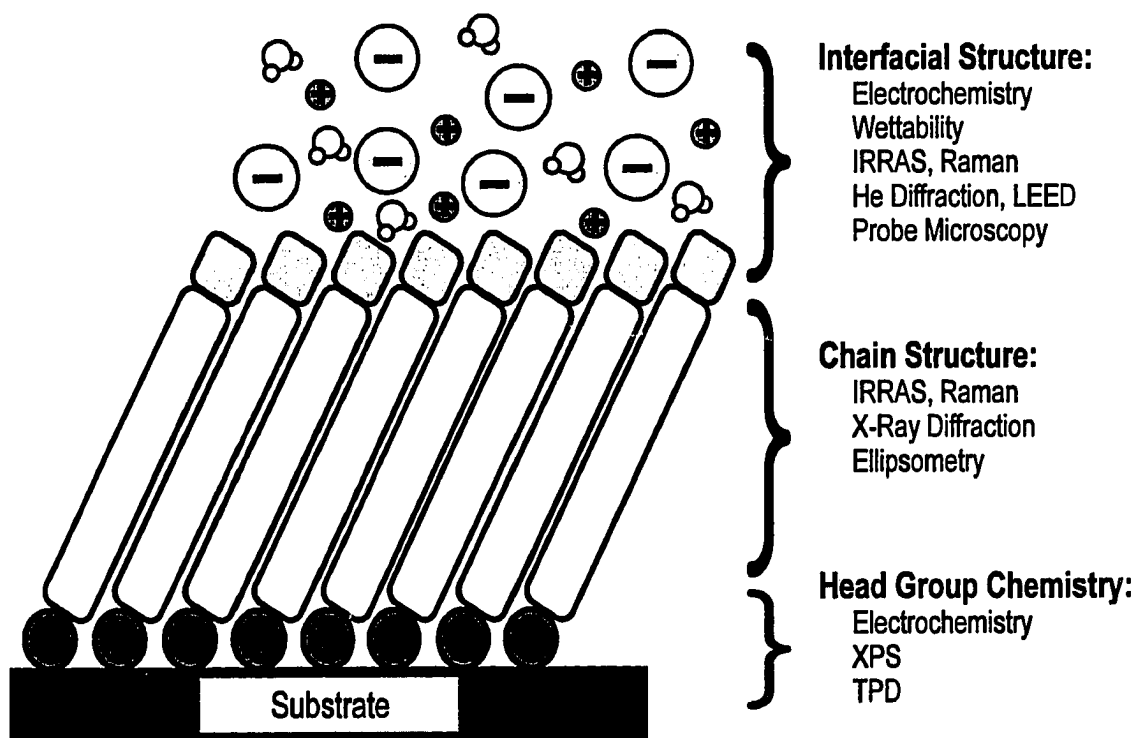 Interfacial Structure:
Electrochemistry
Wettability
IRRAS, Raman
He Diffraction, LEED
Probe Microscopy
Chain Structure:
IRRAS, Raman
X-Ray Diffraction
Ellipsometry
Head Group Chemistry:
Electrochemistry
XPS
TPD
Substrate